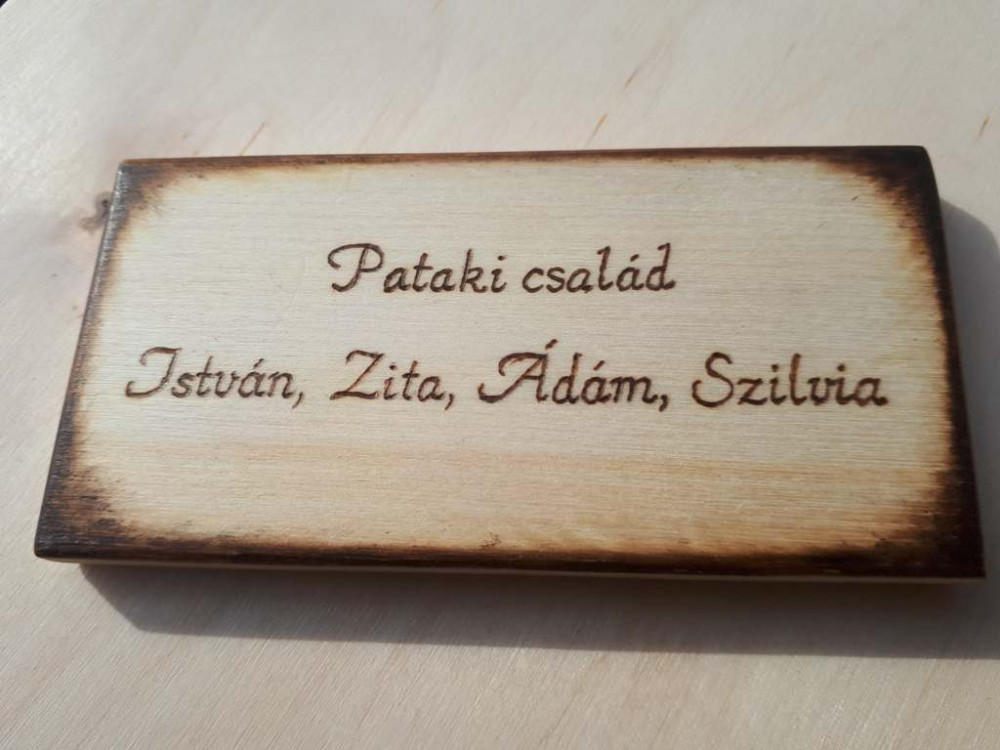 Pataki család
István, Zita, Ádám, Szilvia